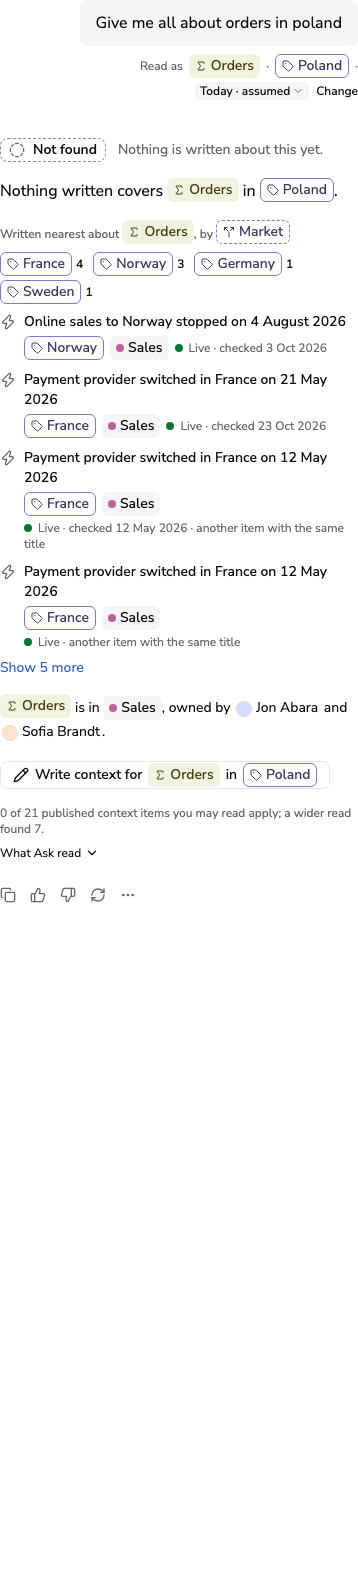 Give me all about orders in poland
Read as Orders · Poland ·
Today · assumed Change
Not found Nothing is written about this yet.
Nothing written covers Orders in Poland.
Written nearest about Orders, by Market
France 4 Norway 3 Germany 1
Sweden 1
Online sales to Norway stopped on 4 August 2026
Norway Sales Live · checked 3 Oct 2026
Payment provider switched in France on 21 May
2026
France Sales Live · checked 23 Oct 2026
Payment provider switched in France on 12 May
2026
France Sales
Live · checked 12 May 2026 · another item with the same
title
Payment provider switched in France on 12 May
2026
France Sales
Live · another item with the same title
Show 5 more
Orders is in Sales, owned by Jon Abara and
Sofia Brandt.
Write context for Orders in Poland
0 of 21 published context items you may read apply; a wider read
found 7.
What Ask read